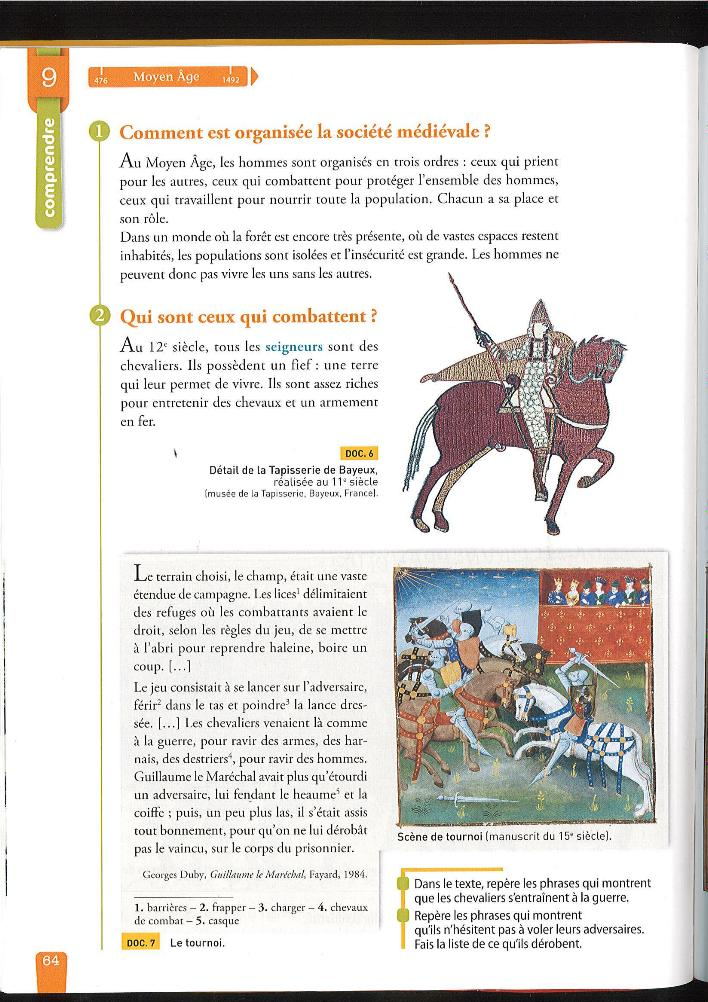 9
476 Moyen Âge 1492
comprendre
1 Comment est organisée la société médiévale ?
Au Moyen Âge, les hommes sont organisés en trois ordres : ceux qui prient
pour les autres, ceux qui combattent pour protéger l'ensemble des hommes,
ceux qui travaillent pour nourrir toute la population. Chacun a sa place et
son rôle.
Dans un monde où la forêt est encore très présente, où de vastes espaces restent
inhabités, les populations sont isolées et l'insécurité est grande. Les hommes ne
peuvent donc pas vivre les uns sans les autres.
2 Qui sont ceux qui combattent ?
Au 12e siècle, tous les seigneurs sont des
chevaliers. Ils possèdent un fief : une terre
qui leur permet de vivre. Ils sont assez riches
pour entretenir des chevaux et un armement
en fer.
DOC. 6
Détail de la Tapisserie de Bayeux,
réalisée au 11e siècle
(musée de la Tapisserie, Bayeux, France).
Le terrain choisi, le champ, était une vaste
étendue de campagne. Les lices1 délimitaient
des refuges où les combattants avaient le
droit, selon les règles du jeu, de se mettre
à l'abri pour reprendre haleine, boire un
coup. […]
Le jeu consistait à se lancer sur l'adversaire,
férir2 dans le tas et poindre3 la lance dres-
sée. […] Les chevaliers venaient là comme
à la guerre, pour ravir des armes, des har-
nais, des destriers4, pour ravir des hommes.
Guillaume le Maréchal avait plus qu'étourdi
un adversaire, lui fendant le heaume5 et la
coiffe ; puis, un peu plus las, il s'était assis
tout bonnement, pour qu'on ne lui dérobât
pas le vaincu, sur le corps du prisonnier.
Georges Duby, Guillaume le Maréchal, Fayard, 1984.
1. barrières – 2. frapper – 3. charger – 4. chevaux
de combat – 5. casque
DOC. 7 Le tournoi.
Scène de tournoi (manuscrit du 15e siècle).
Dans le texte, repère les phrases qui montrent
que les chevaliers s'entraînent à la guerre.
Repère les phrases qui montrent
qu'ils n'hésitent pas à voler leurs adversaires.
Fais la liste de ce qu'ils dérobent.
64